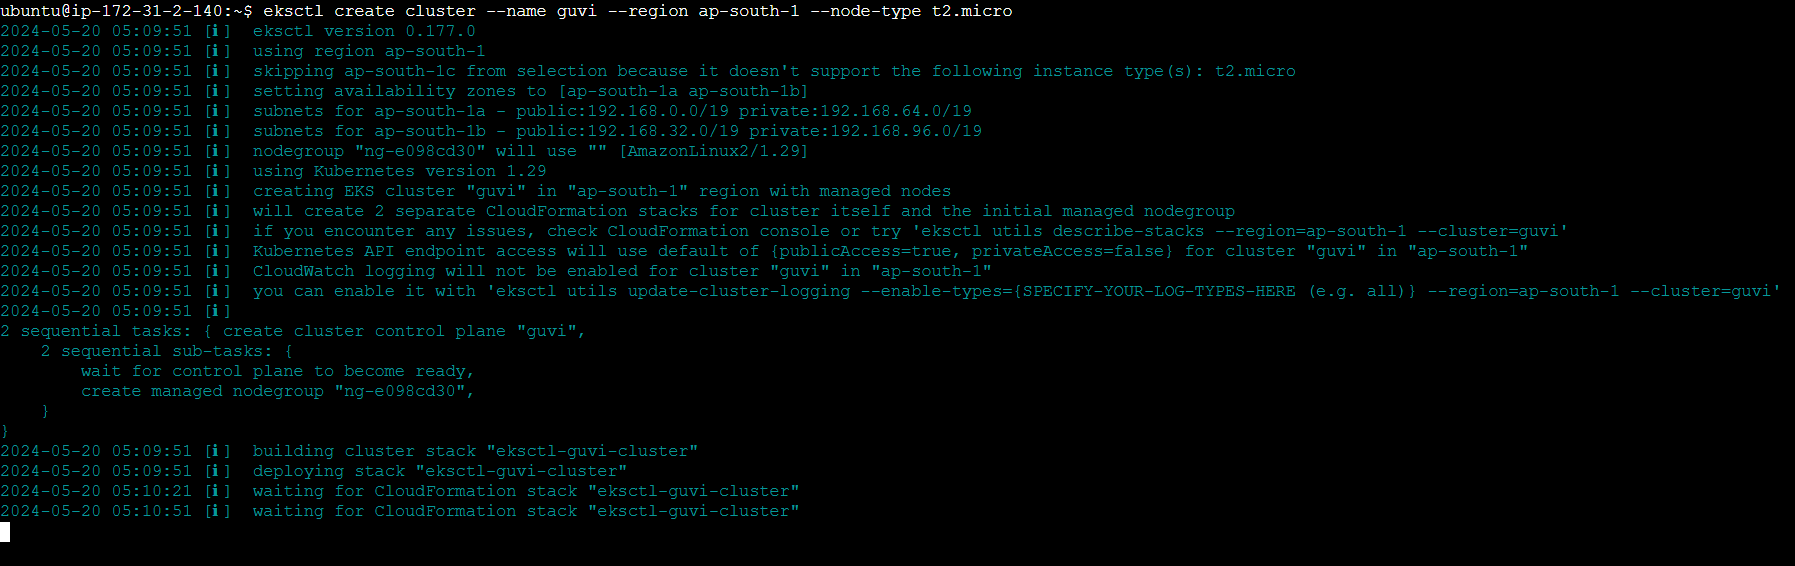 ubuntu@ip-172-31-2-140:~$ eksctl create cluster --name guvi --region ap-south-1 --node-type t2.micro
2024-05-20 05:09:51 [ℹ]  eksctl version 0.177.0
2024-05-20 05:09:51 [ℹ]  using region ap-south-1
2024-05-20 05:09:51 [ℹ]  skipping ap-south-1c from selection because it doesn't support the following instance type(s): t2.micro
2024-05-20 05:09:51 [ℹ]  setting availability zones to [ap-south-1a ap-south-1b]
2024-05-20 05:09:51 [ℹ]  subnets for ap-south-1a - public:192.168.0.0/19 private:192.168.64.0/19
2024-05-20 05:09:51 [ℹ]  subnets for ap-south-1b - public:192.168.32.0/19 private:192.168.96.0/19
2024-05-20 05:09:51 [ℹ]  nodegroup "ng-e098cd30" will use "" [AmazonLinux2/1.29]
2024-05-20 05:09:51 [ℹ]  using Kubernetes version 1.29
2024-05-20 05:09:51 [ℹ]  creating EKS cluster "guvi" in "ap-south-1" region with managed nodes
2024-05-20 05:09:51 [ℹ]  will create 2 separate CloudFormation stacks for cluster itself and the initial managed nodegroup
2024-05-20 05:09:51 [ℹ]  if you encounter any issues, check CloudFormation console or try 'eksctl utils describe-stacks --region=ap-south-1 --cluster=guvi'
2024-05-20 05:09:51 [ℹ]  Kubernetes API endpoint access will use default of {publicAccess=true, privateAccess=false} for cluster "guvi" in "ap-south-1"
2024-05-20 05:09:51 [ℹ]  CloudWatch logging will not be enabled for cluster "guvi" in "ap-south-1"
2024-05-20 05:09:51 [ℹ]  you can enable it with 'eksctl utils update-cluster-logging --enable-types={SPECIFY-YOUR-LOG-TYPES-HERE (e.g. all)} --region=ap-south-1 --cluster=guvi'
2024-05-20 05:09:51 [ℹ]
2 sequential tasks: { create cluster control plane "guvi",
    2 sequential sub-tasks: {
        wait for control plane to become ready,
        create managed nodegroup "ng-e098cd30",
    }
}
2024-05-20 05:09:51 [ℹ]  building cluster stack "eksctl-guvi-cluster"
2024-05-20 05:09:51 [ℹ]  deploying stack "eksctl-guvi-cluster"
2024-05-20 05:10:21 [ℹ]  waiting for CloudFormation stack "eksctl-guvi-cluster"
2024-05-20 05:10:51 [ℹ]  waiting for CloudFormation stack "eksctl-guvi-cluster"